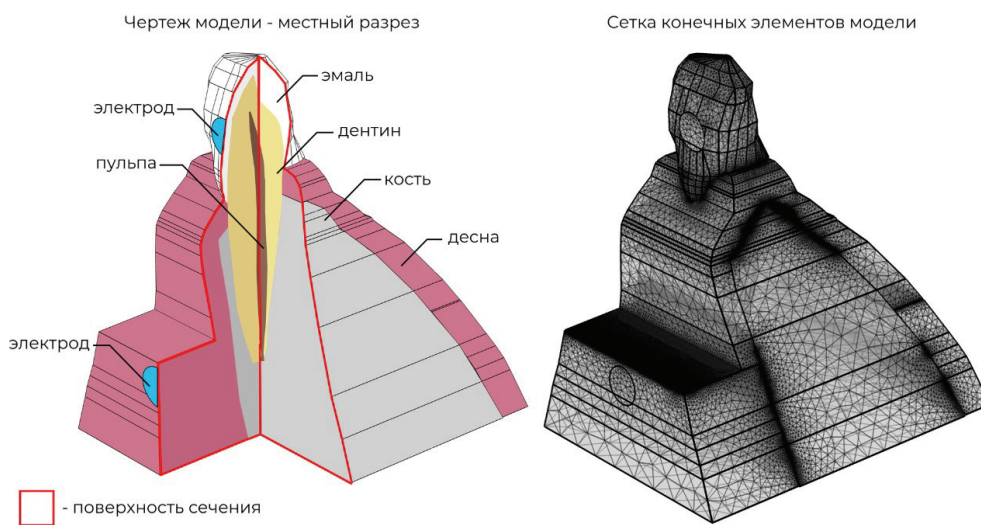 Чертеж модели - местный разрез
Сетка конечных элементов модели
эмаль
электрод
дентин
пульпа
кость
десна
электрод
- поверхность сечения